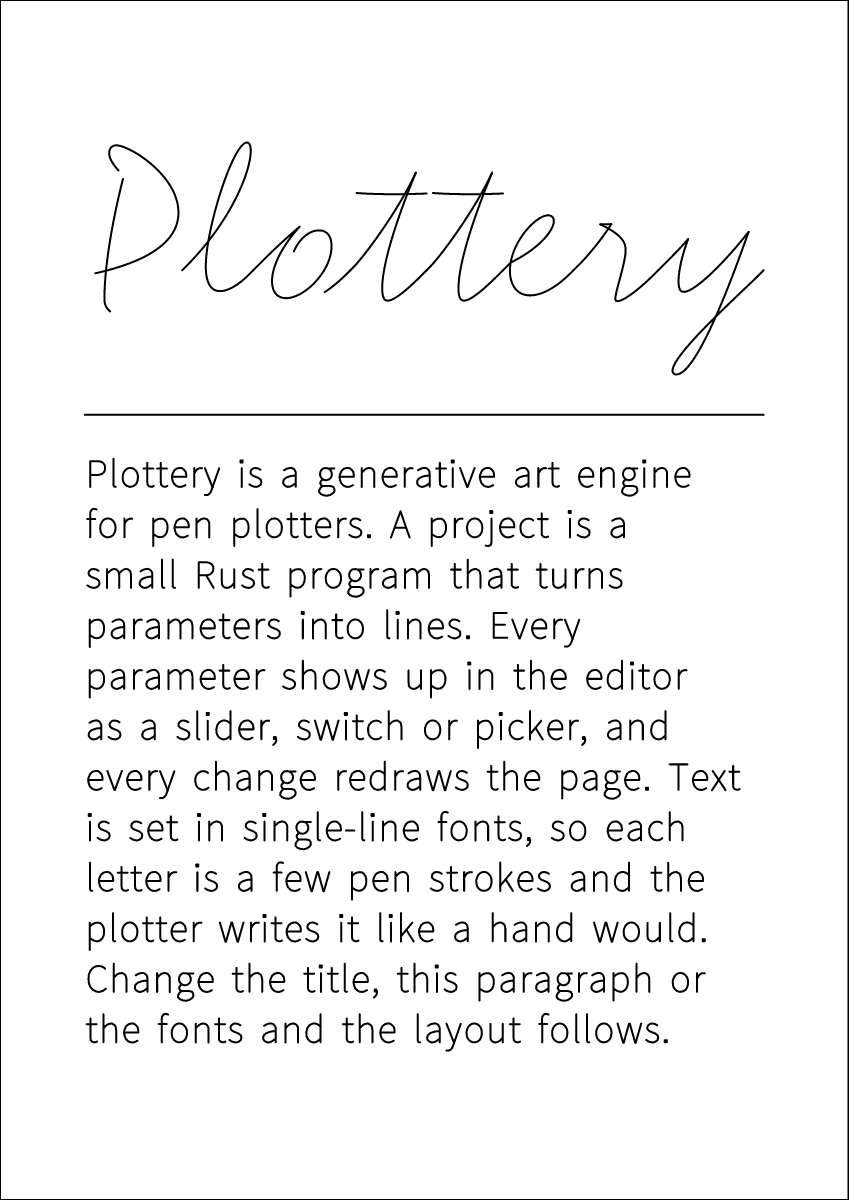 Plottery
Plottery is a generative art engine
for pen plotters. A project is a
small Rust program that turns
parameters into lines. Every
parameter shows up in the editor
as a slider, switch or picker, and
every change redraws the page. Text
is set in single-line fonts, so each
letter is a few pen strokes and the
plotter writes it like a hand would.
Change the title, this paragraph or
the fonts and the layout follows.